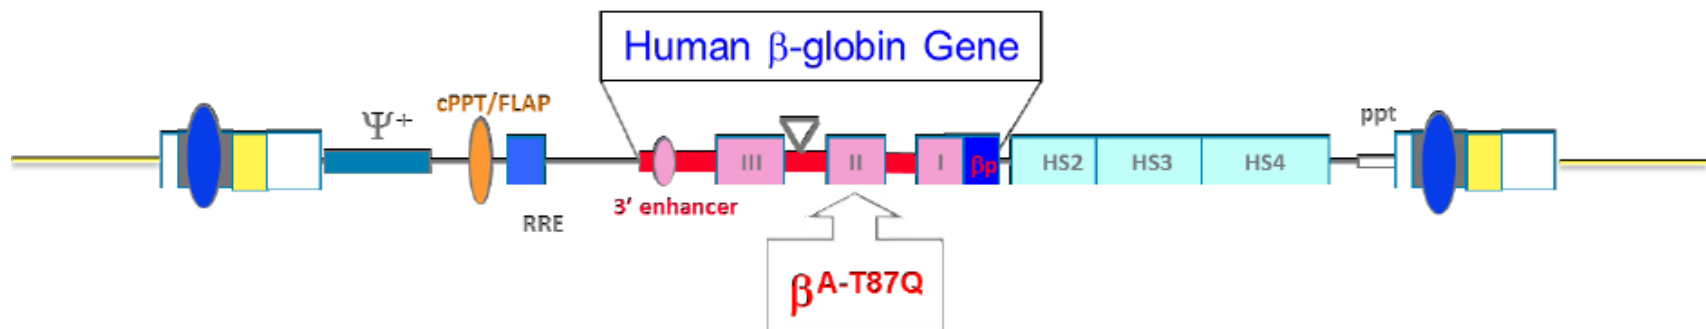 Human β-globin Gene
cPPT/FLAP
Ψ+
ppt
III
II
I
βp
HS2
HS3
HS4
3' enhancer
RRE
βA-T87Q